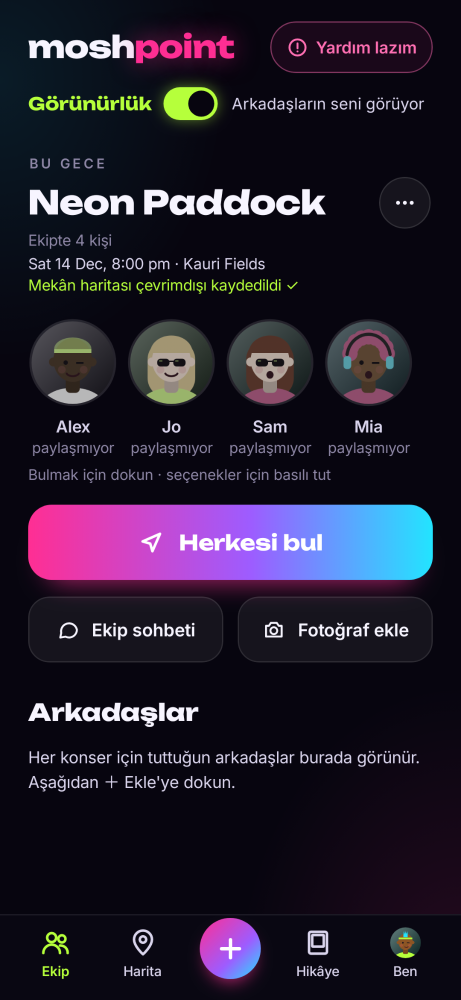 moshpoint
Yardım lazım
Görünürlük
Arkadaşların seni görüyor
BU GECE
Neon Paddock
Ekipte 4 kişi
Sat 14 Dec, 8:00 pm · Kauri Fields
Mekân haritası çevrimdışı kaydedildi ✓
Alex
Jo
Sam
Mia
paylaşmıyor
paylaşmıyor
paylaşmıyor
paylaşmıyor
Bulmak için dokun · seçenekler için basılı tut
Herkesi bul
Ekip sohbeti
Fotoğraf ekle
Arkadaşlar
Her konser için tuttuğun arkadaşlar burada görünür.
Aşağıdan + Ekle'ye dokun.
Ekip
Harita
Hikâye
Ben